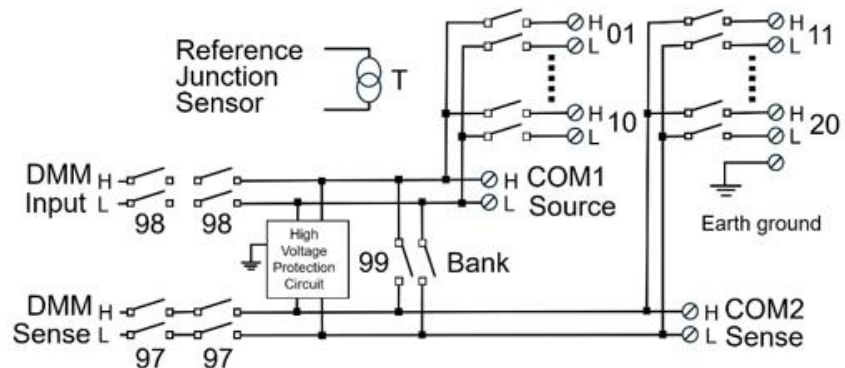 H 01
L
H 11
L
Reference
Junction
Sensor
T
H 10
L
H 20
L
DMM H
Input L
98 98
H COM1
L Source
Earth ground
High
Voltage
Protection
Circuit
99 Bank
DMM H
Sense L
97 97
H COM2
L Sense